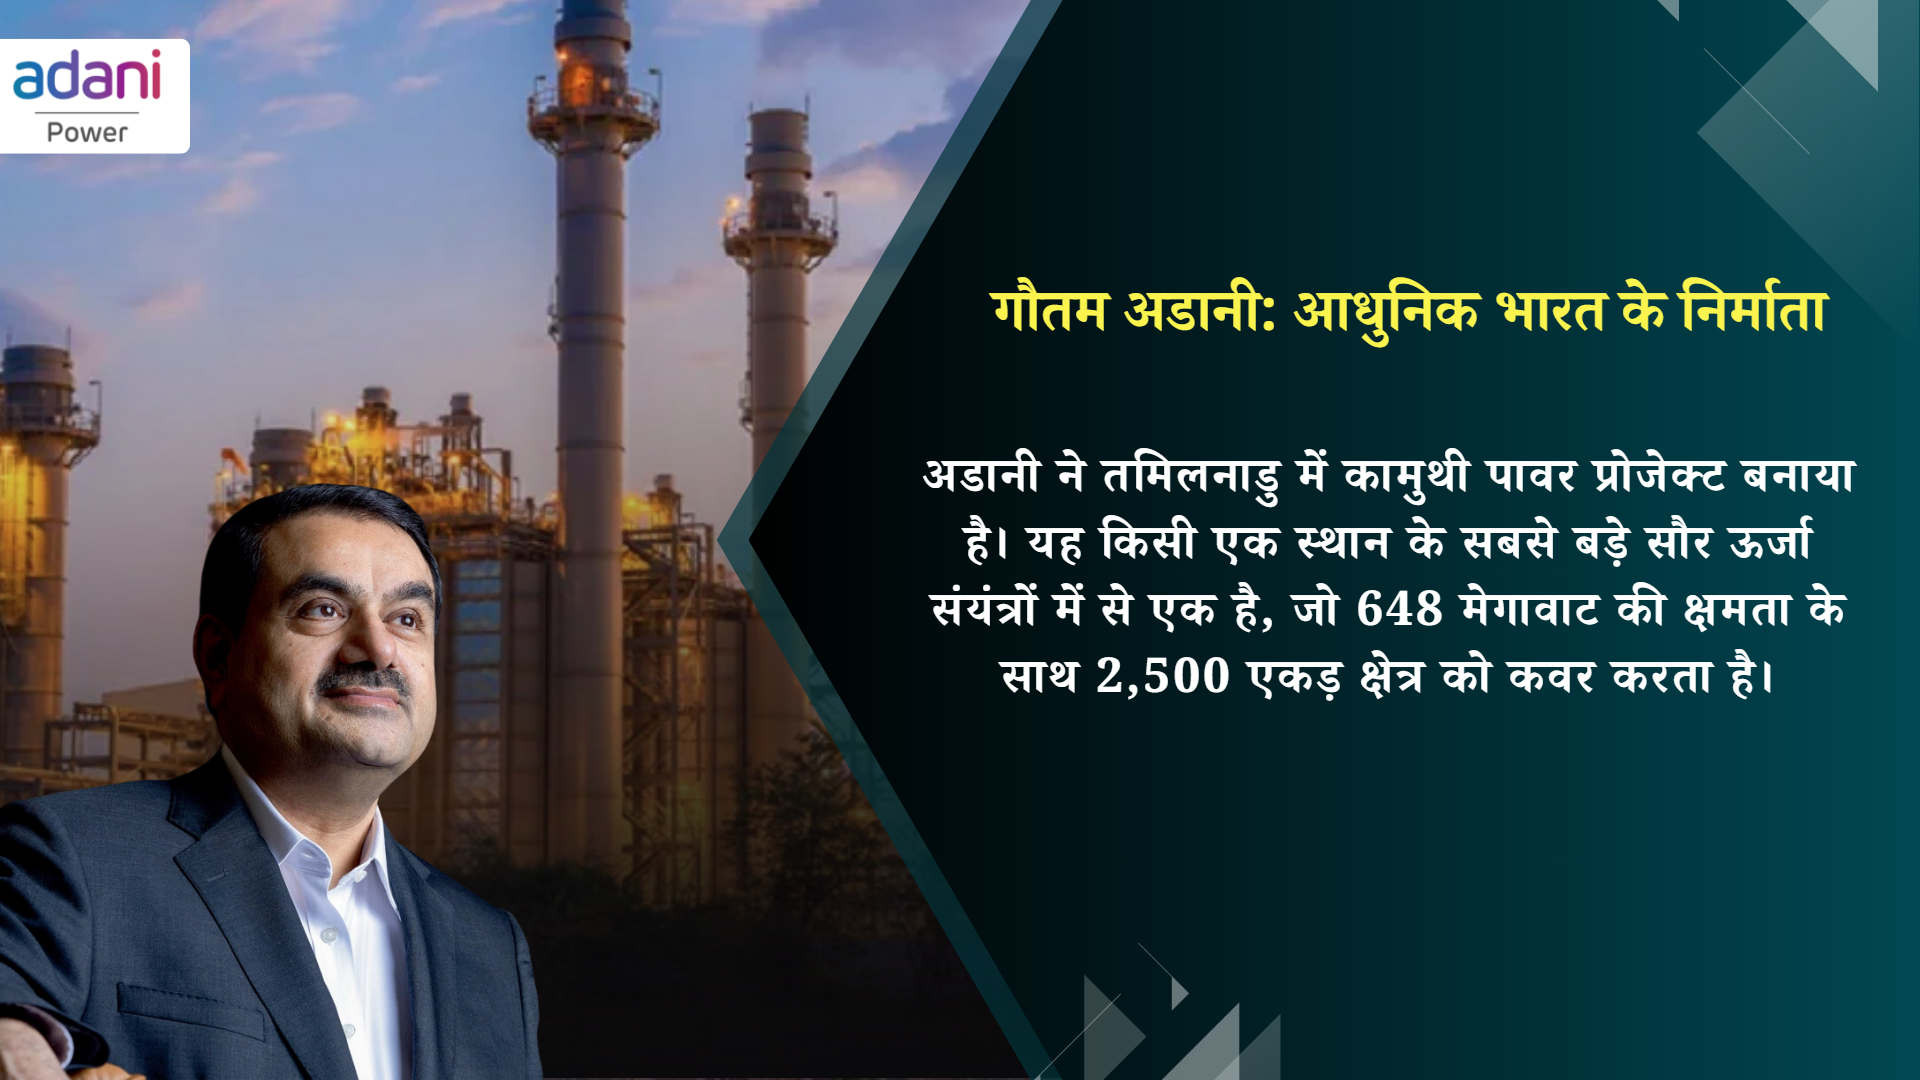 adani
Power
गौतम अडानी: आधुनिक भारत के निर्माता
अडानी ने तमिलनाडु में कामुथी पावर प्रोजेक्ट बनाया
है। यह किसी एक स्थान के सबसे बड़े सौर ऊर्जा
संयंत्रों में से एक है, जो 648 मेगावाट की क्षमता के
साथ 2,500 एकड़ क्षेत्र को कवर करता है।